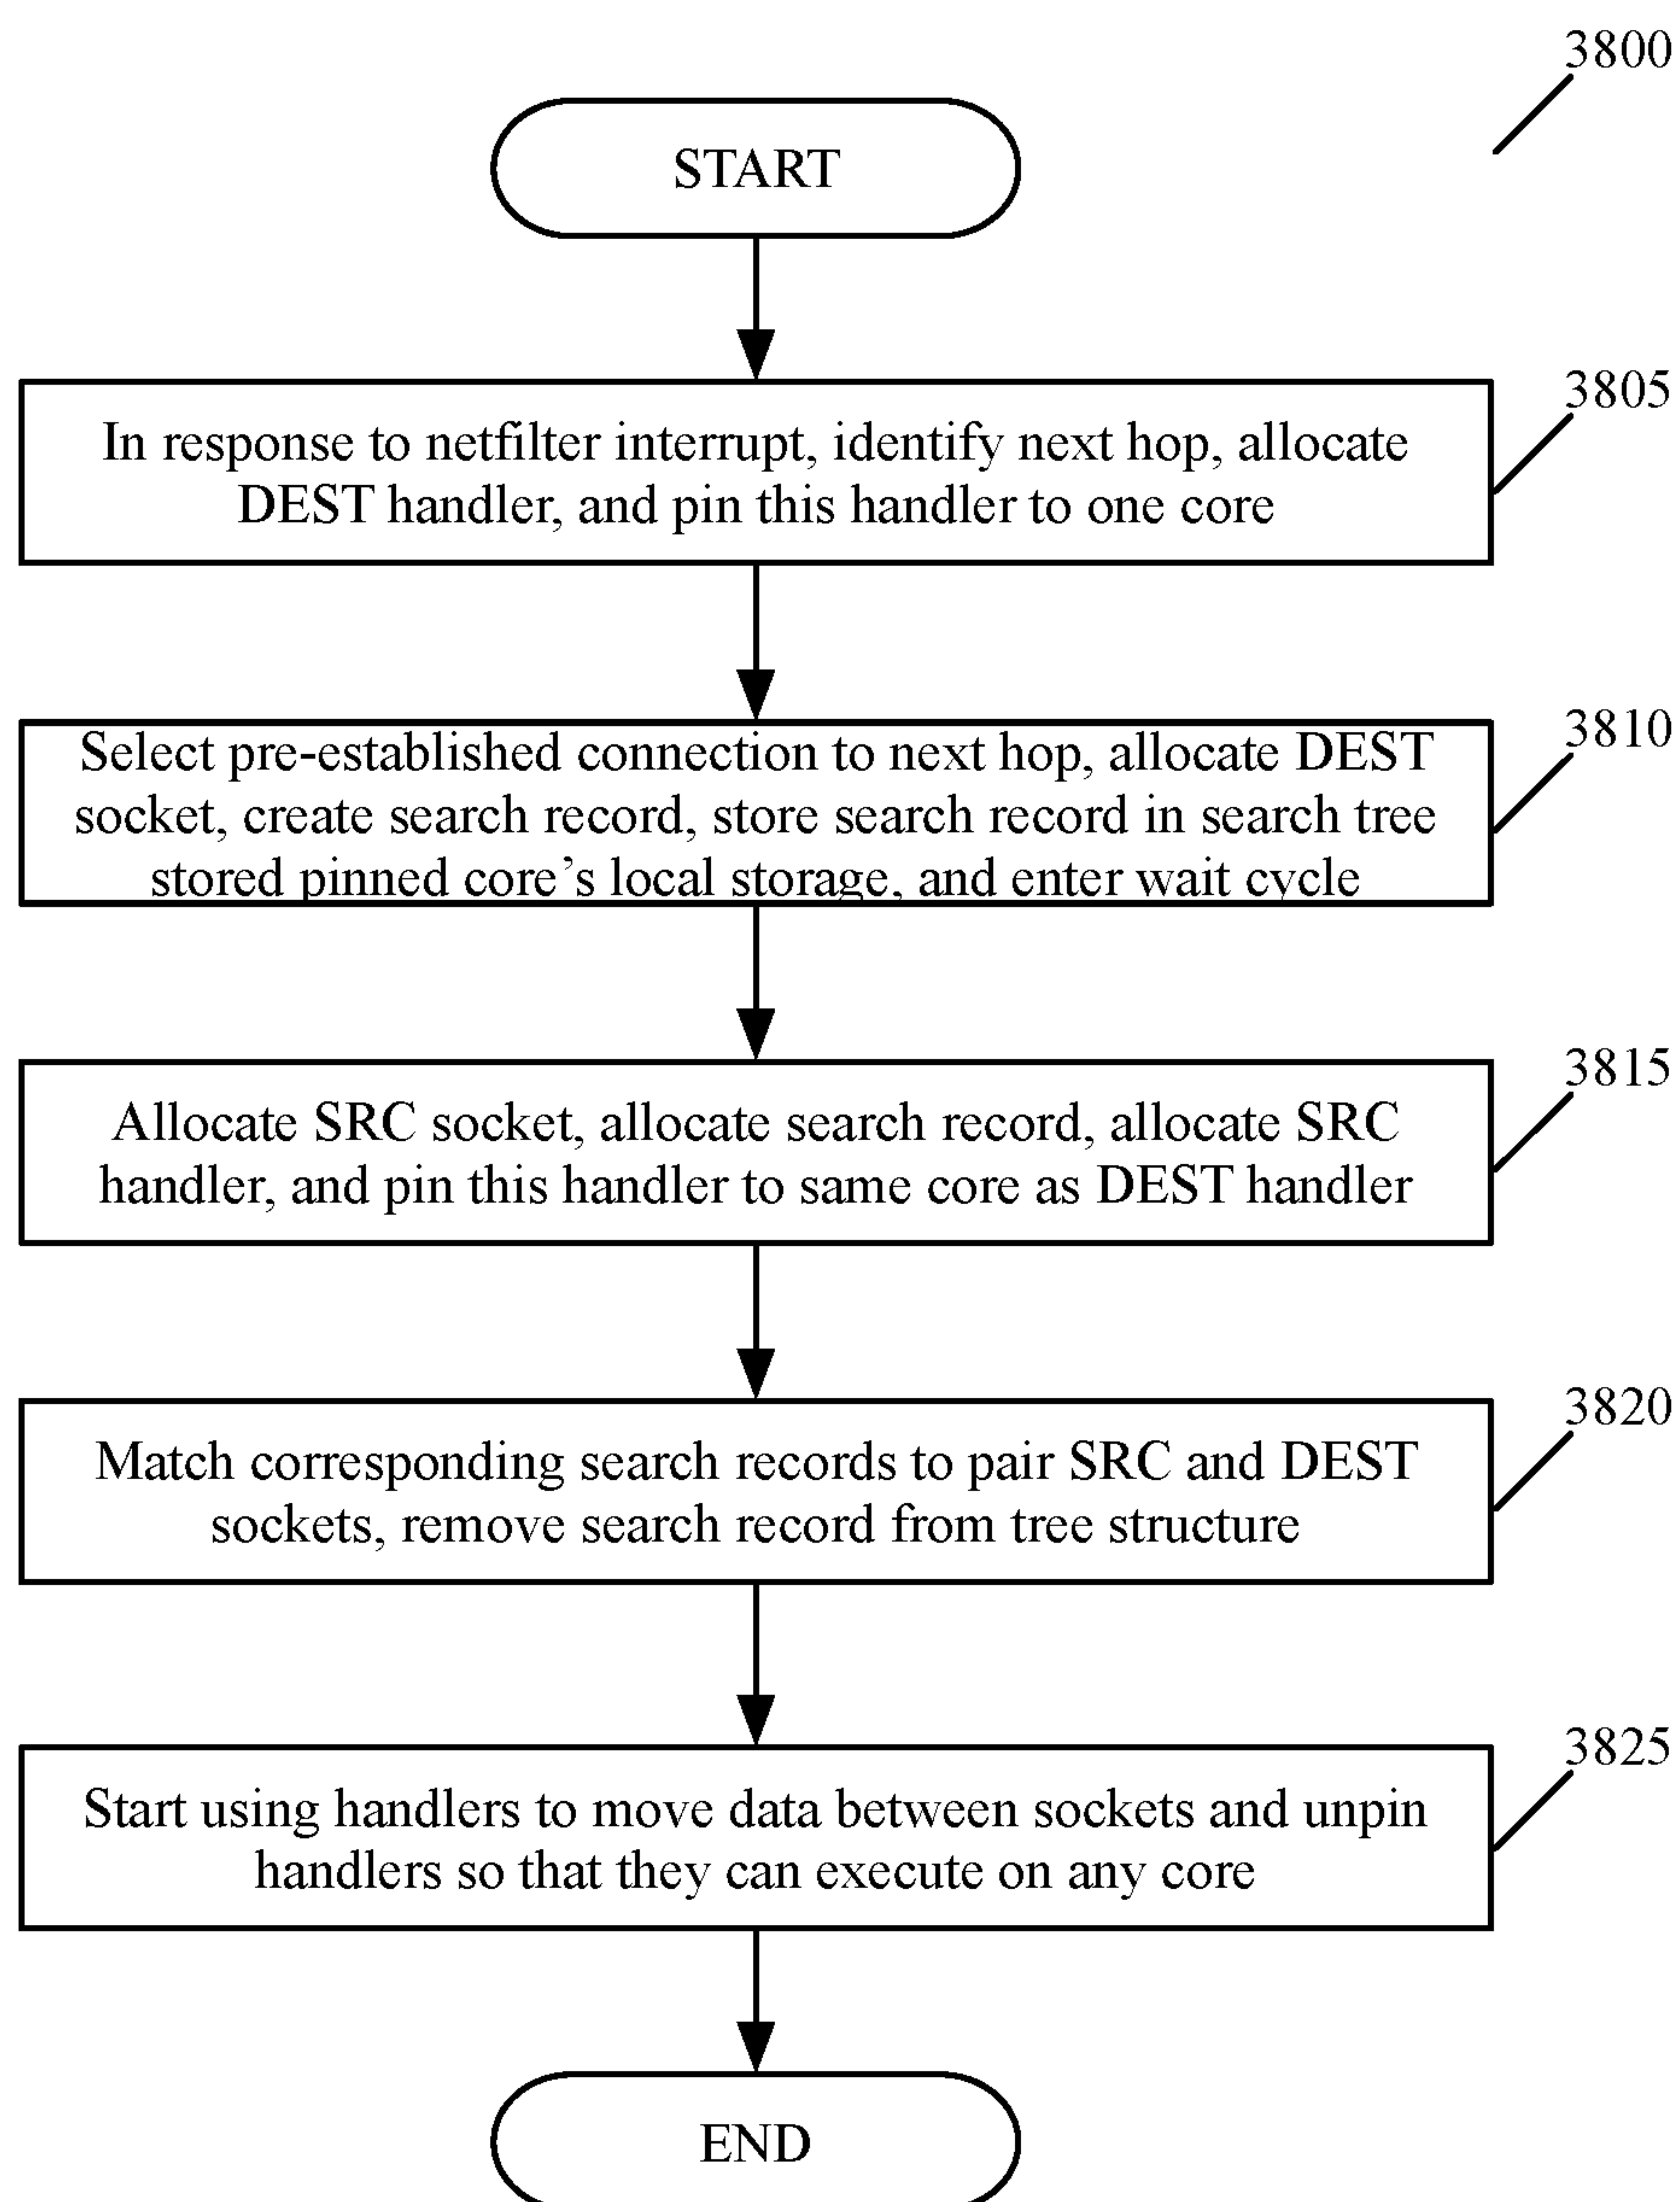 3800
START
3805
In response to netfilter interrupt, identify next hop, allocate
DEST handler, and pin this handler to one core
3810
Select pre-established connection to next hop, allocate DEST
socket, create search record, store search record in search tree
stored pinned core’s local storage, and enter wait cycle
3815
Allocate SRC socket, allocate search record, allocate SRC
handler, and pin this handler to same core as DEST handler
3820
Match corresponding search records to pair SRC and DEST
sockets, remove search record from tree structure
3825
Start using handlers to move data between sockets and unpin
handlers so that they can execute on any core
END